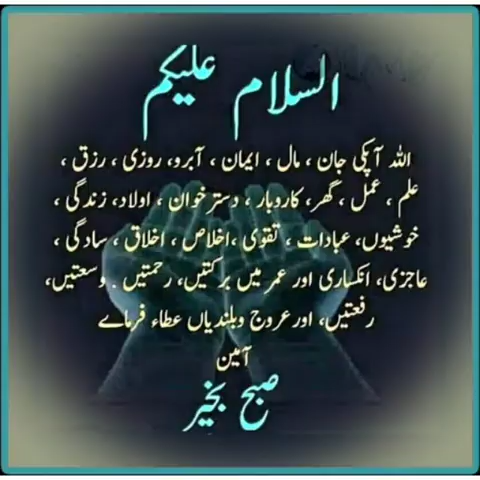 السلام علیکم
اللہ آپکی جان ، مال ، ایمان ، آبرو، روزی ، رزق ،
علم ، عمل ، گھر، کاروبار ، دسترخوان ، اولاد، زندگی ،
خوشیوں، عبادات ، تقوی ،اخلاص ، اخلاق ، سادگی ،
عاجزی، انکساری اور عمر میں برکتیں، رحمتیں . وسعتیں،
رفعتیں، اور عروج وبلندیاں عطاء فرمائے
آمین
صبح بخیر